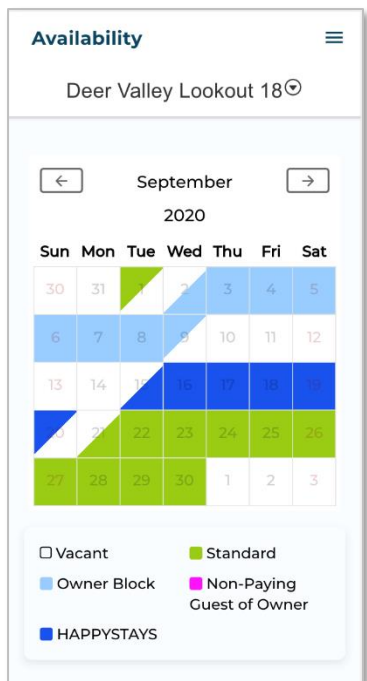 Availability
Deer Valley Lookout 18
September
2020
Sun Mon Tue Wed Thu Fri Sat
30 31 1 2 3 4 5
6 7 8 9 10 11 12
13 14 15 16 17 18 19
20 21 22 23 24 25 26
27 28 29 30 1 2 3
Vacant Standard
Owner Block Non-Paying
Guest of Owner
HAPPYSTAYS